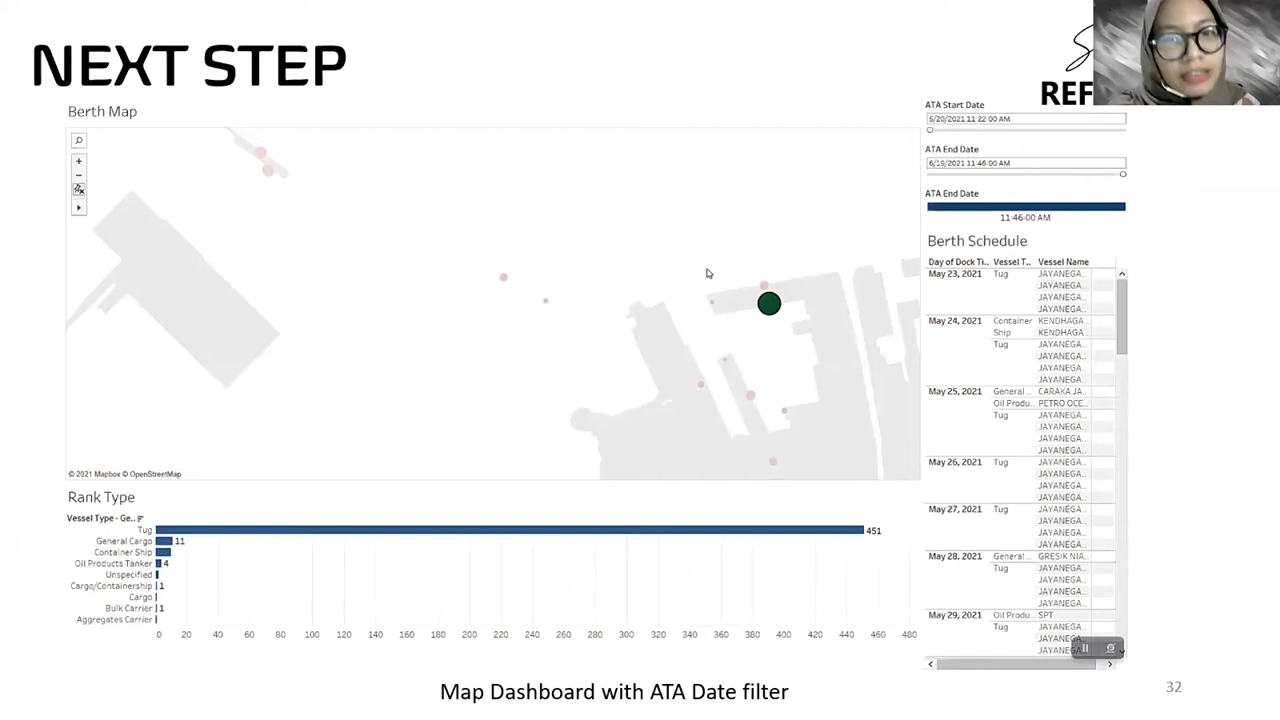 NEXT STEP
REF
Berth Map
ATA Start Date
5/20/2021 11:22:00 AM
ATA End Date
6/19/2021 11:46:00 AM
ATA End Date
11:46:00 AM
© 2021 Mapbox © OpenStreetMap
Berth Schedule
Day of Dock Ti.. Vessel T.. Vessel Name
May 23, 2021 Tug JAYANEGA..
JAYANEGA..
JAYANEGA..
JAYANEGA..
May 24, 2021 Container KENDHAGA..
Ship KENDHAGA..
Tug JAYANEGA..
JAYANEGA..
JAYANEGA..
JAYANEGA..
May 25, 2021 General .. CARAKA JA..
Oil Produ.. PETRO OCE..
Tug JAYANEGA..
JAYANEGA..
JAYANEGA..
JAYANEGA..
May 26, 2021 Tug JAYANEGA..
JAYANEGA..
JAYANEGA..
JAYANEGA..
May 27, 2021 Tug JAYANEGA..
JAYANEGA..
JAYANEGA..
JAYANEGA..
May 28, 2021 General .. GRESIK NIA..
Tug JAYANEGA..
JAYANEGA..
JAYANEGA..
JAYANEGA..
May 29, 2021 Oil Produ.. SPT
Tug JAYANEGA..
JAYANEGA..
JAYANEGA..
Rank Type
Vessel Type - Ge..
Tug 451
General Cargo 11
Container Ship
Oil Products Tanker 4
Unspecified
Cargo/Containership 1
Cargo
Bulk Carrier 1
Aggregates Carrier
0 20 40 60 80 100 120 140 160 180 200 220 240 260 280 300 320 340 360 380 400 420 440 460 480
Map Dashboard with ATA Date filter
32